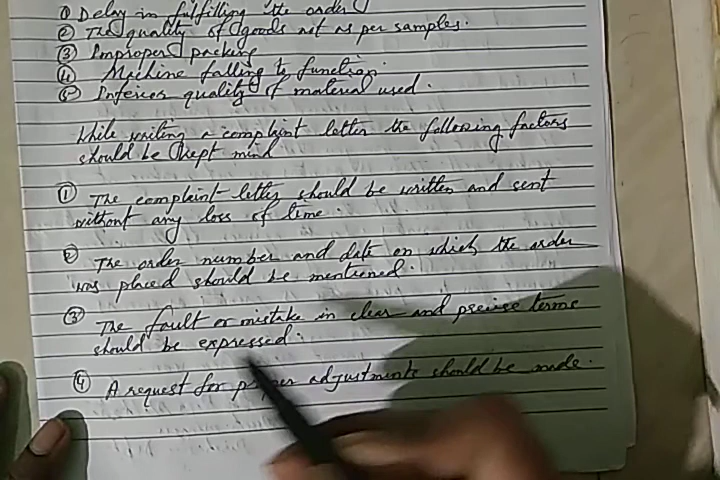 ① Delay in fulfilling the order
② The quality of goods not as per samples.
③ Improper packing
④ Machine falling to function.
⑤ Inferior quality of material used.
While writing a complaint letter the following factors
should be kept mind
① The complaint letter should be written and sent
without any loss of time.
② The order number and date on which the order
was placed should be mentioned.
③ The fault or mistake in clear and precise terms
should be expressed.
④ A request for proper adjustments should be made.